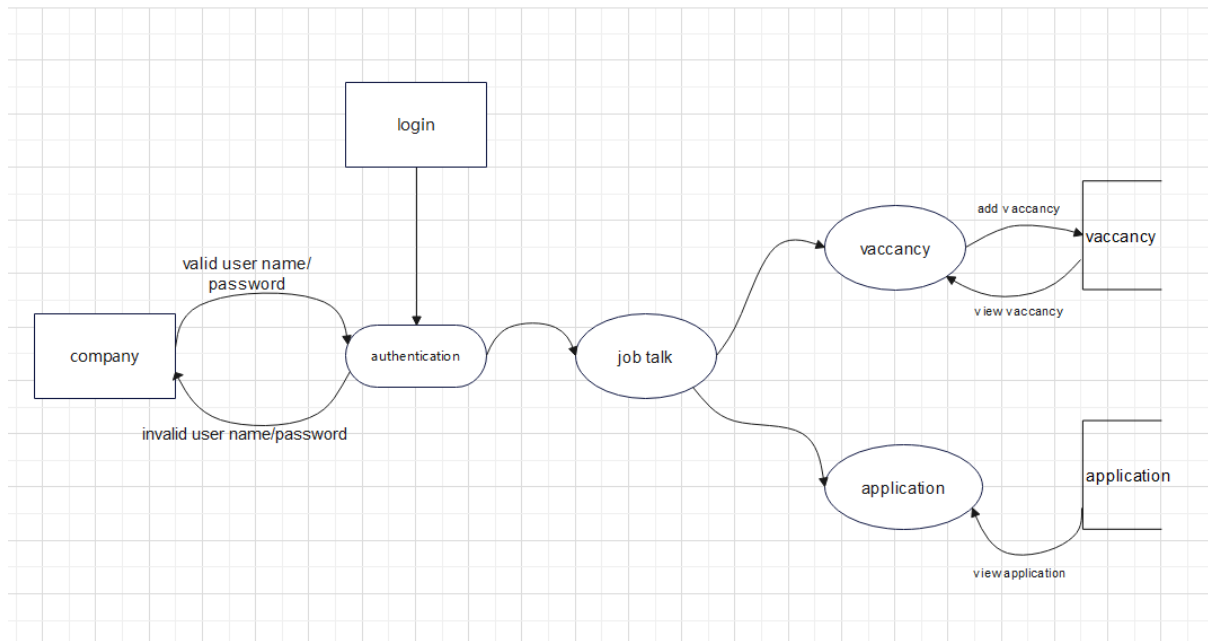 login
add vaccancy
vaccancy
vaccancy
valid user name/
password
view vaccancy
company
authentication
job talk
invalid user name/password
application
application
view application